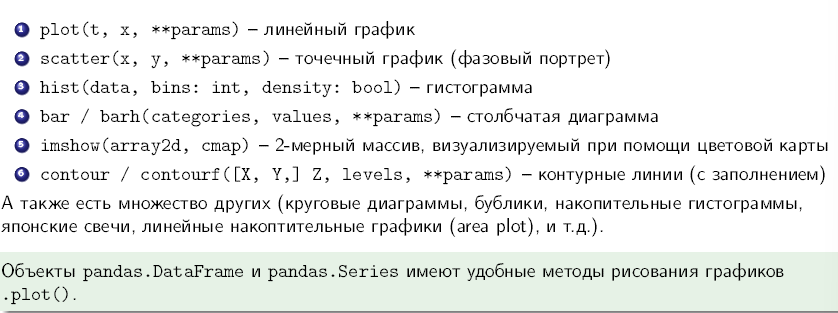 1 plot(t, x, **params) – линейный график
2 scatter(x, y, **params) – точечный график (фазовый портрет)
3 hist(data, bins: int, density: bool) – гистограмма
4 bar / barh(categories, values, **params) – столбчатая диаграмма
5 imshow(array2d, cmap) – 2-мерный массив, визуализируемый при помощи цветовой карты
6 contour / contourf([X, Y,] Z, levels, **params) – контурные линии (с заполнением)
А также есть множество других (круговые диаграммы, бублики, накопительные гистограммы,
японские свечи, линейные накоптительные графики (area plot), и т.д.).
Объекты pandas.DataFrame и pandas.Series имеют удобные методы рисования графиков
.plot().